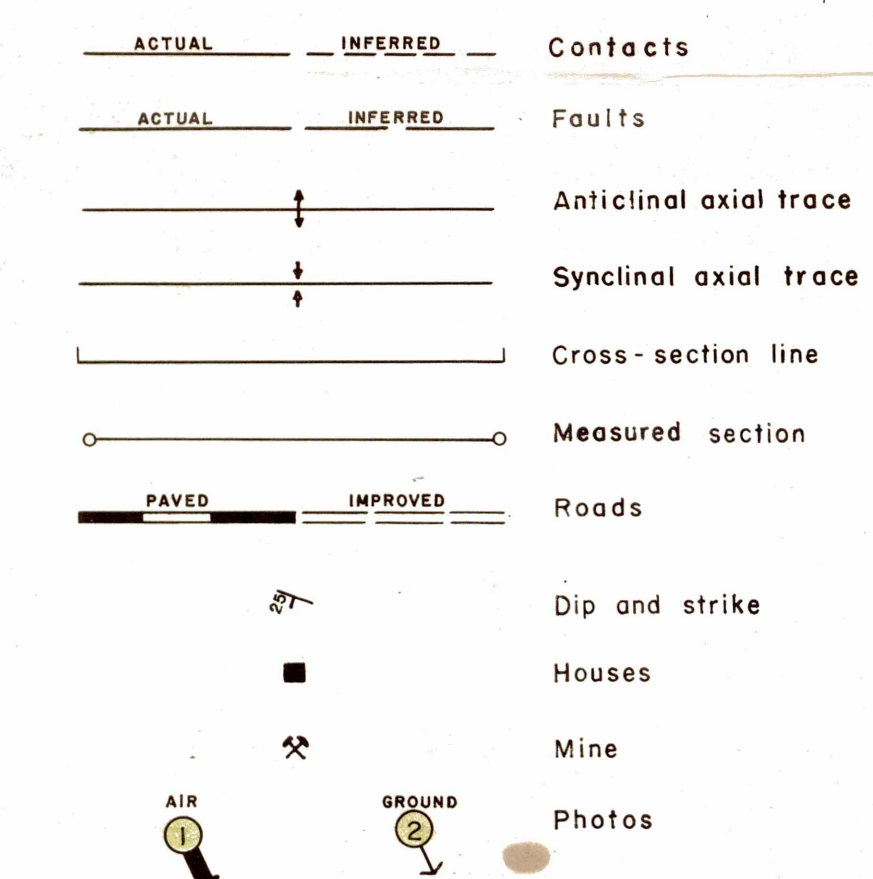 ACTUAL INFERRED Contacts
ACTUAL INFERRED Faults
Anticlinal axial trace
Synclinal axial trace
Cross-section line
Measured section
PAVED IMPROVED Roads
25 Dip and strike
Houses
Mine
AIR GROUND Photos
1 2